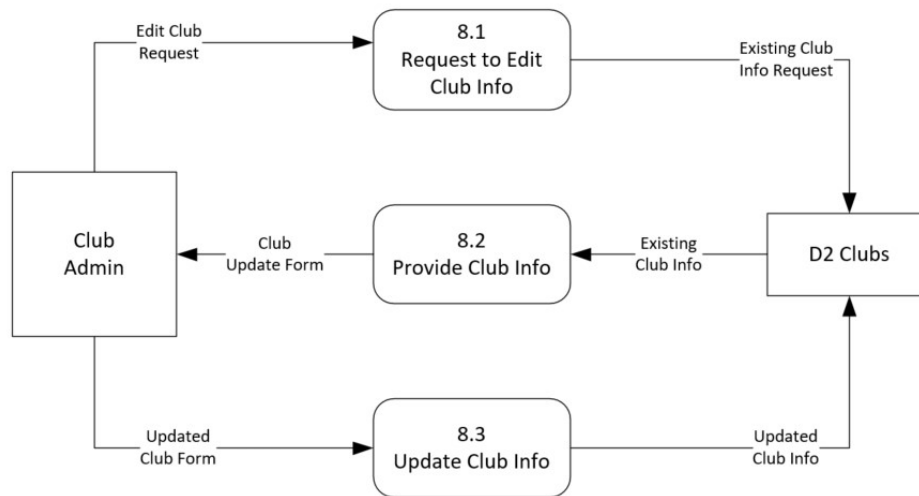 Edit Club
Request
8.1
Request to Edit
Club Info
Existing Club
Info Request
Club
Admin
Club
Update Form
8.2
Provide Club Info
Existing
Club Info
D2 Clubs
Updated
Club Form
8.3
Update Club Info
Updated
Club Info